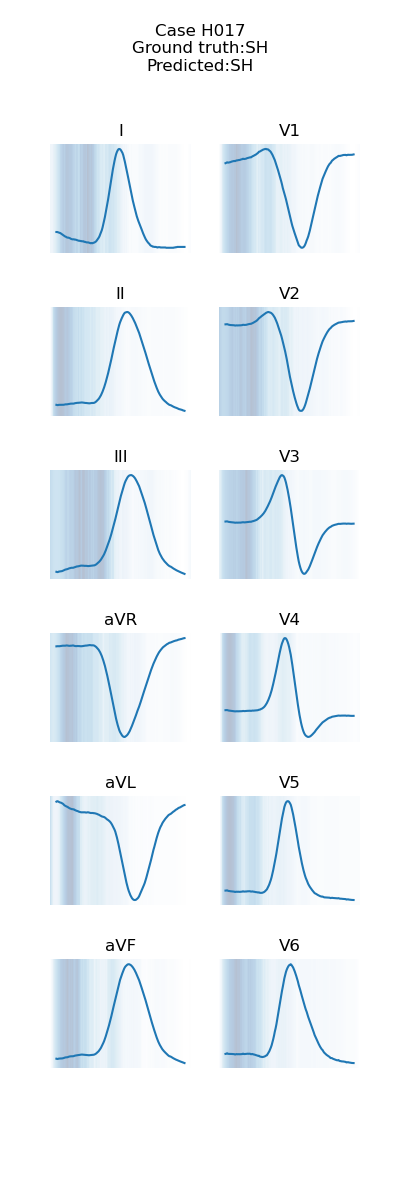 Case H017
Ground truth:SH
Predicted:SH
I
V1
II
V2
III
V3
aVR
V4
aVL
V5
aVF
V6